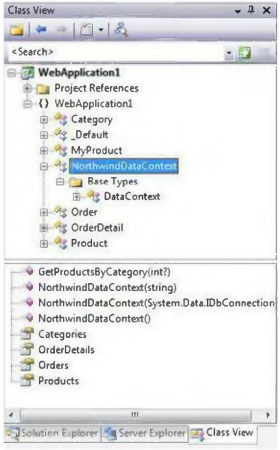 Class View
<Search>
WebApplication1
Project References
{} WebApplication1
Category
_Default
MyProduct
NorthwindDataContext
Base Types
DataContext
Order
OrderDetail
Product
GetProductsByCategory(int?)
NorthwindDataContext(string)
NorthwindDataContext(System.Data.IDbConnection
NorthwindDataContext()
Categories
OrderDetails
Orders
Products
Solution Explorer Server Explorer Class View